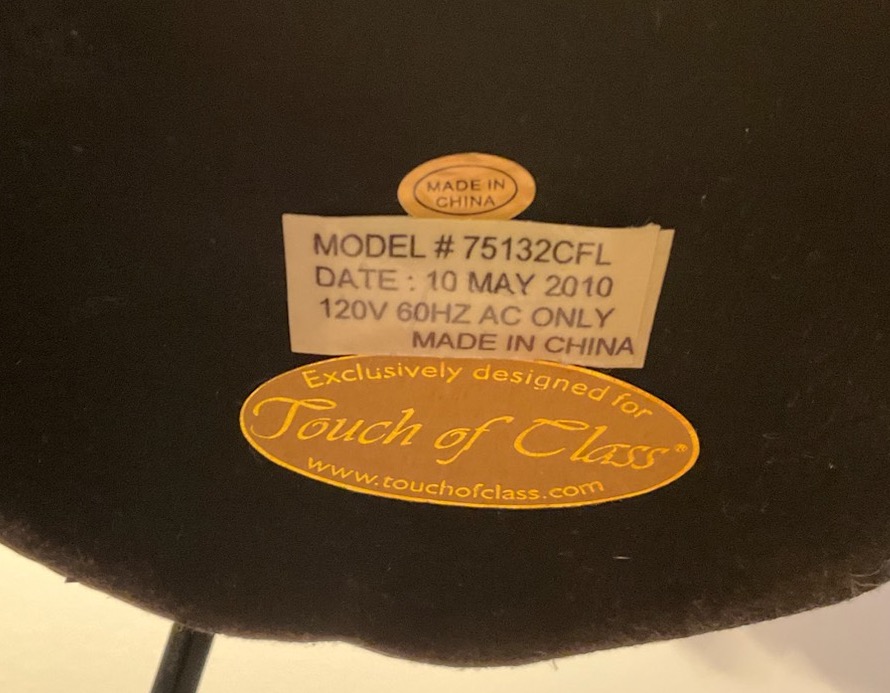 MADE IN
CHINA
MODEL # 75132CFL
DATE : 10 MAY 2010
120V 60HZ AC ONLY
MADE IN CHINA
Exclusively designed for
Touch of Class®
www.touchofclass.com